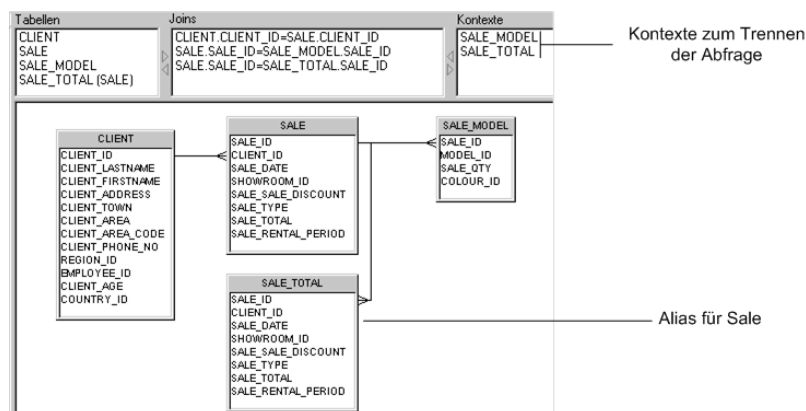 Tabellen
CLIENT
SALE
SALE_MODEL
SALE_TOTAL (SALE)
Joins
CLIENT.CLIENT_ID=SALE.CLIENT_ID
SALE.SALE_ID=SALE_MODEL.SALE_ID
SALE.SALE_ID=SALE_TOTAL.SALE_ID
Kontexte
SALE_MODEL
SALE_TOTAL
Kontexte zum Trennen
der Abfrage
CLIENT
CLIENT_ID
CLIENT_LASTNAME
CLIENT_FIRSTNAME
CLIENT_ADDRESS
CLIENT_TOWN
CLIENT_AREA
CLIENT_AREA_CODE
CLIENT_PHONE_NO
REGION_ID
EMPLOYEE_ID
CLIENT_AGE
COUNTRY_ID
SALE
SALE_ID
CLIENT_ID
SALE_DATE
SHOWROOM_ID
SALE_SALE_DISCOUNT
SALE_TYPE
SALE_TOTAL
SALE_RENTAL_PERIOD
SALE_MODEL
SALE_ID
MODEL_ID
SALE_QTY
COLOUR_ID
SALE_TOTAL
SALE_ID
CLIENT_ID
SALE_DATE
SHOWROOM_ID
SALE_SALE_DISCOUNT
SALE_TYPE
SALE_TOTAL
SALE_RENTAL_PERIOD
Alias für Sale